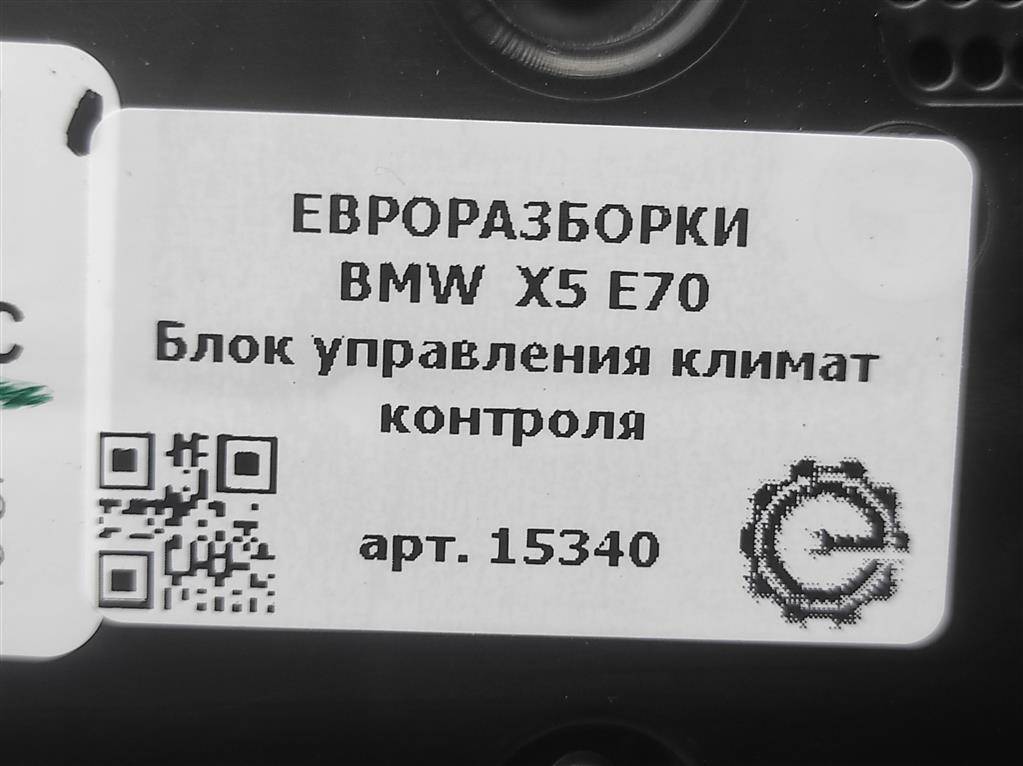 ЕВРОРАЗБОРКИ
BMW X5 E70
Блок управления климат
контроля
арт. 15340
C